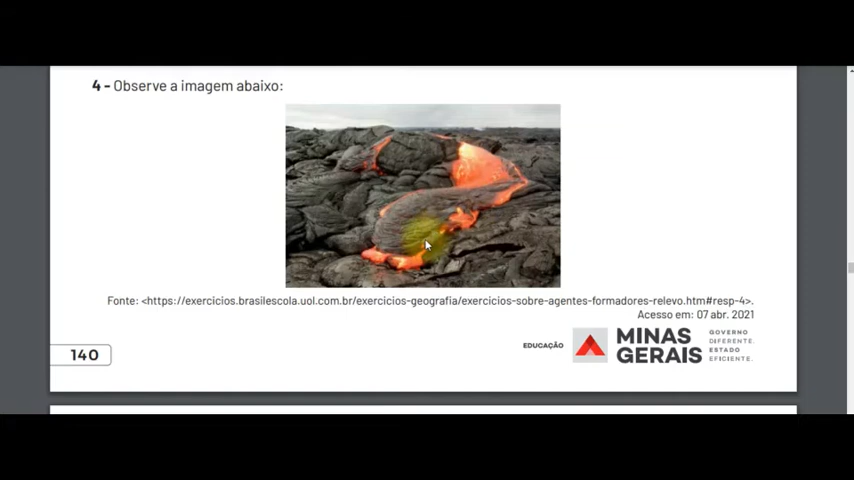 4 - Observe a imagem abaixo:
Fonte: <https://exercicios.brasilescola.uol.com.br/exercicios-geografia/exercicios-sobre-agentes-formadores-relevo.htm#resp-4>.
Acesso em: 07 abr. 2021
140
EDUCAÇÃO
MINAS
GERAIS
GOVERNO
DIFERENTE.
ESTADO
EFICIENTE.